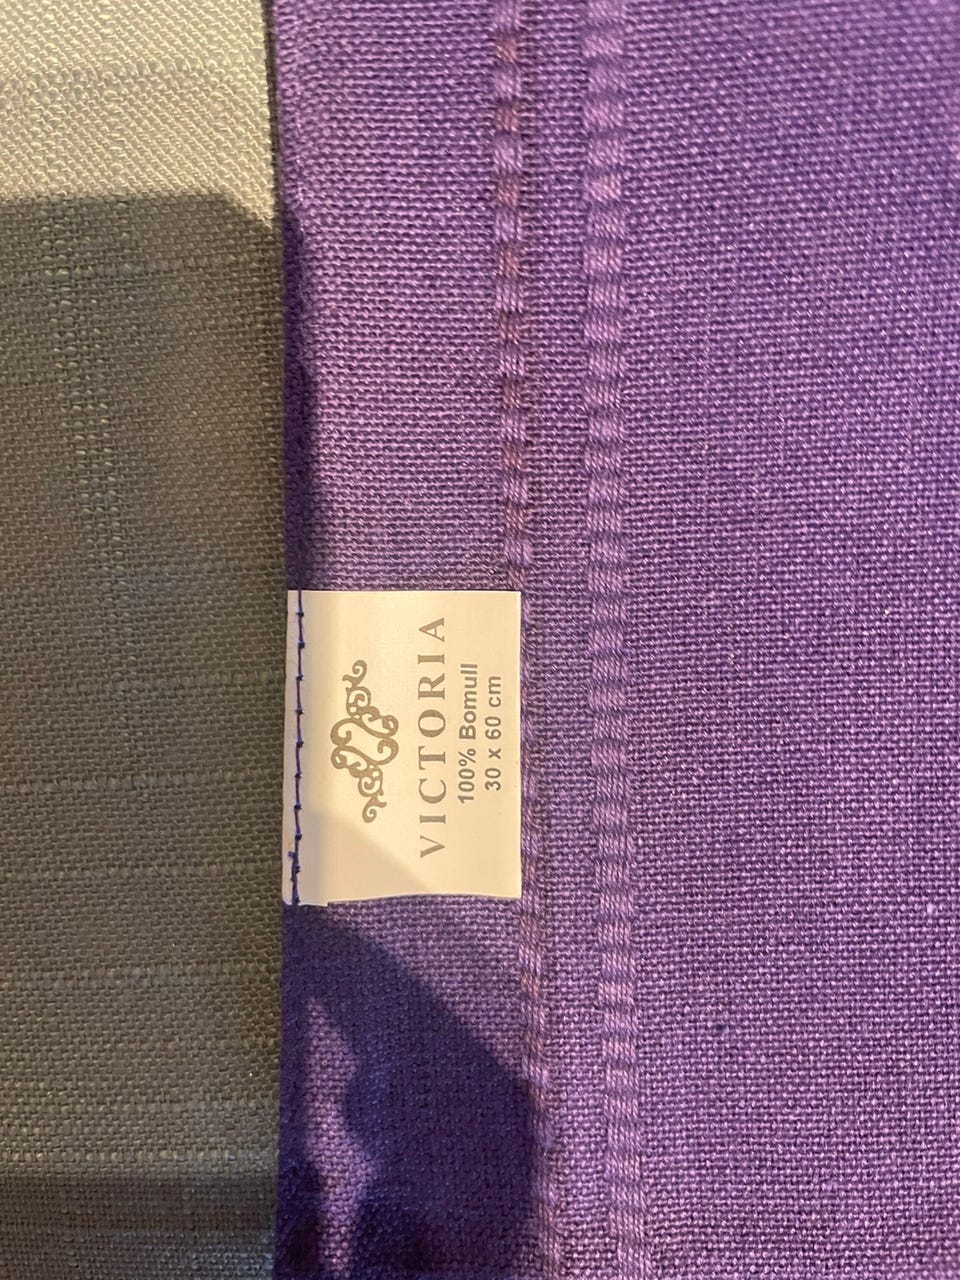 VICTORIA
100% Bomull
30 x 60 cm